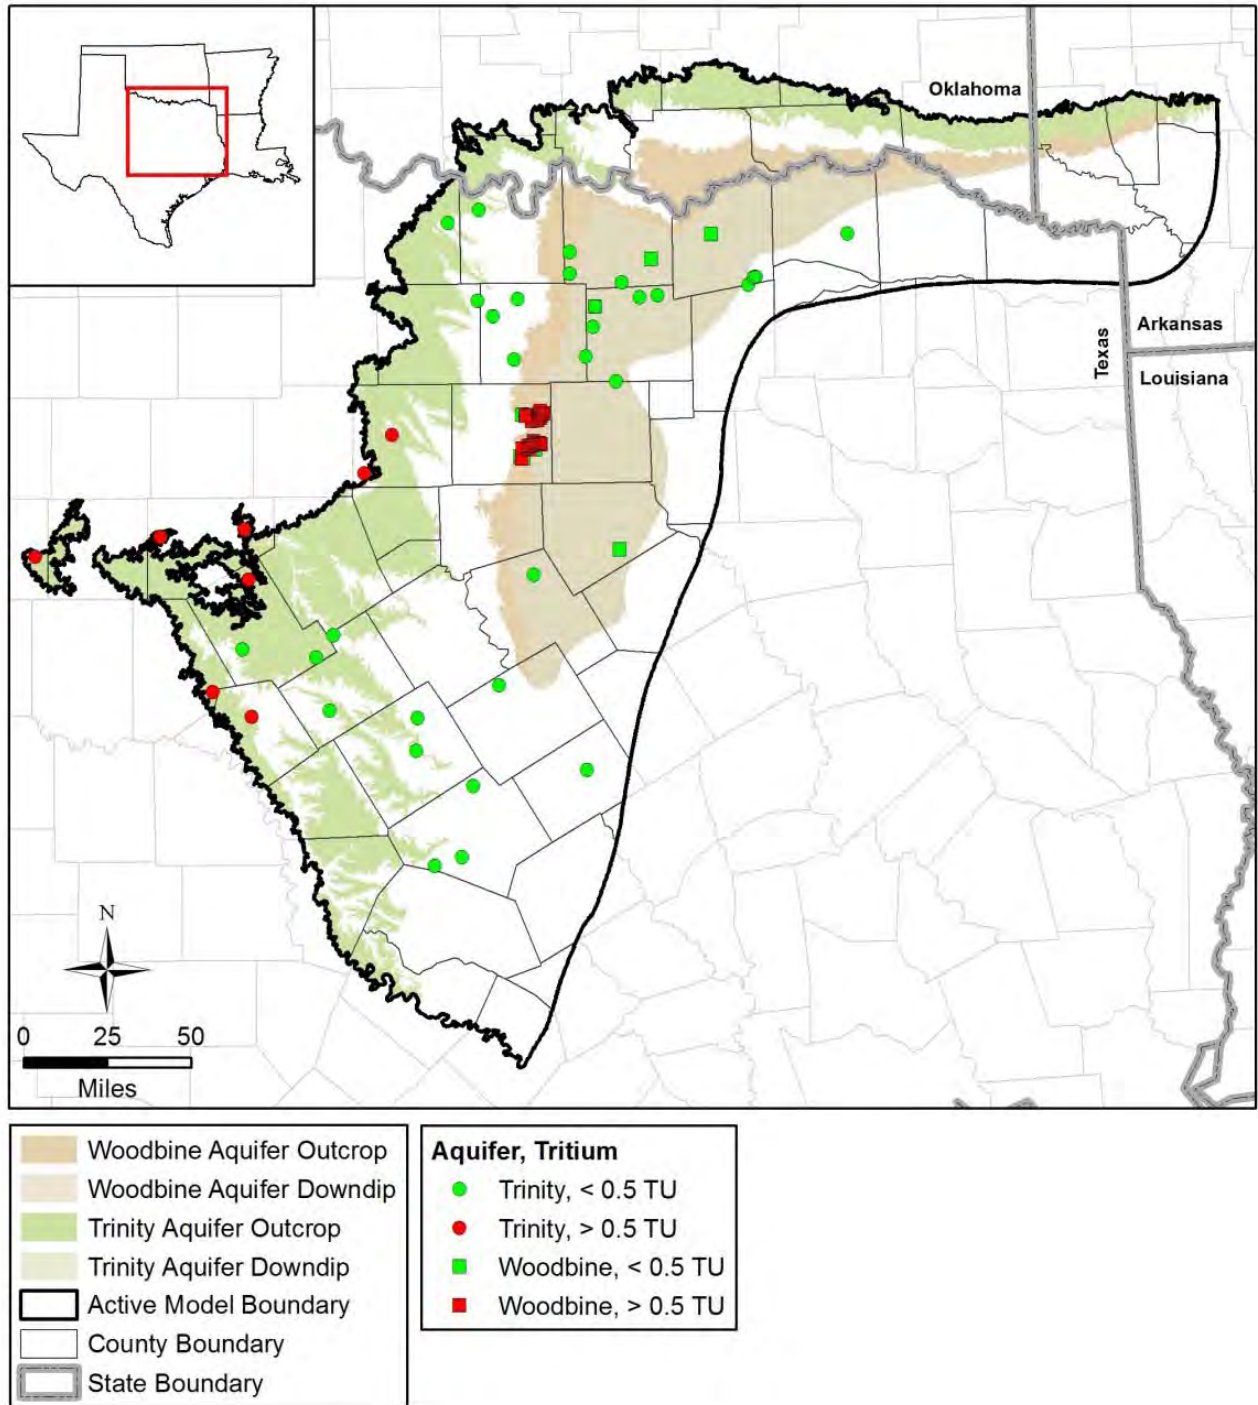 Oklahoma
Texas
Arkansas
Louisiana
N
0 25 50
Miles
Woodbine Aquifer Outcrop
Woodbine Aquifer Downdip
Trinity Aquifer Outcrop
Trinity Aquifer Downdip
Active Model Boundary
County Boundary
State Boundary
Aquifer, Tritium
Trinity, < 0.5 TU
Trinity, > 0.5 TU
Woodbine, < 0.5 TU
Woodbine, > 0.5 TU